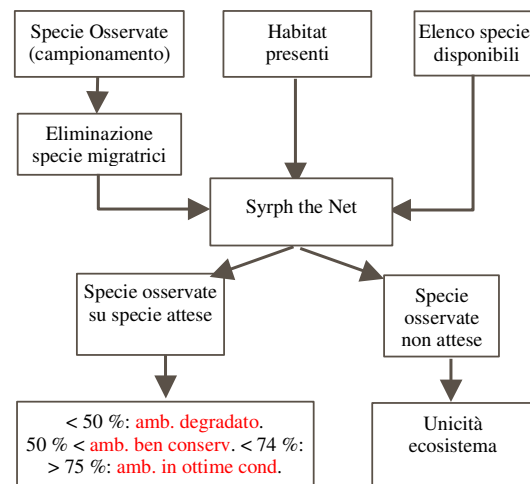 Specie Osservate
(campionamento)
Habitat
presenti
Elenco specie
disponibili
Eliminazione
specie migratrici
Syrph the Net
Specie osservate
su specie attese
Specie
osservate
non attese
< 50 %: amb. degradato.
50 % < amb. ben conserv. < 74 %:
> 75 %: amb. in ottime cond.
Unicità
ecosistema